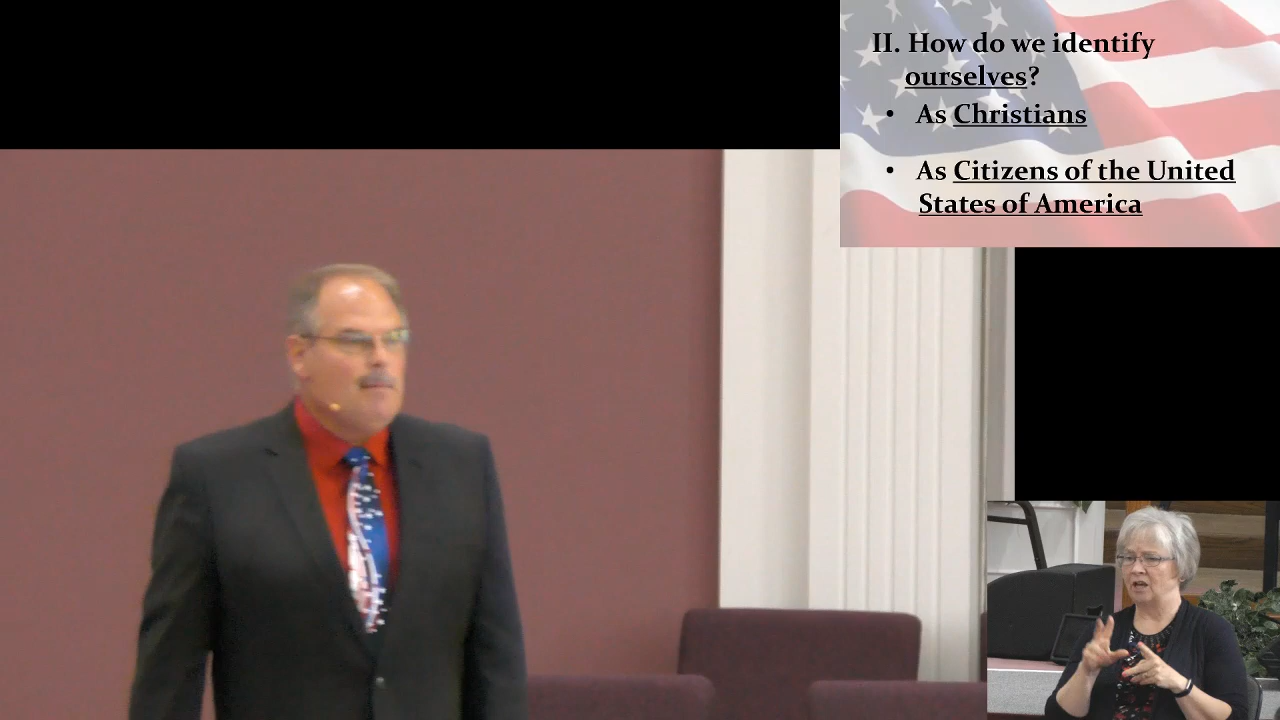 II. How do we identify
ourselves?
• As Christians
• As Citizens of the United
States of America